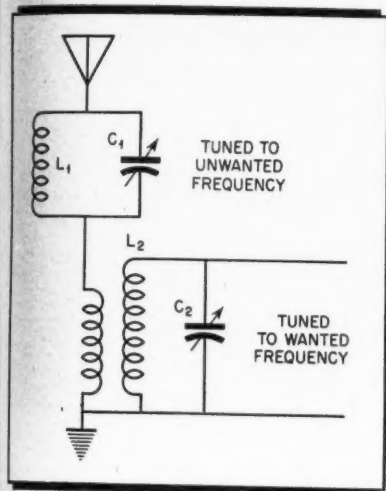 C1
L1
TUNED TO
UNWANTED
FREQUENCY
L2
C2
TUNED
TO WANTED
FREQUENCY